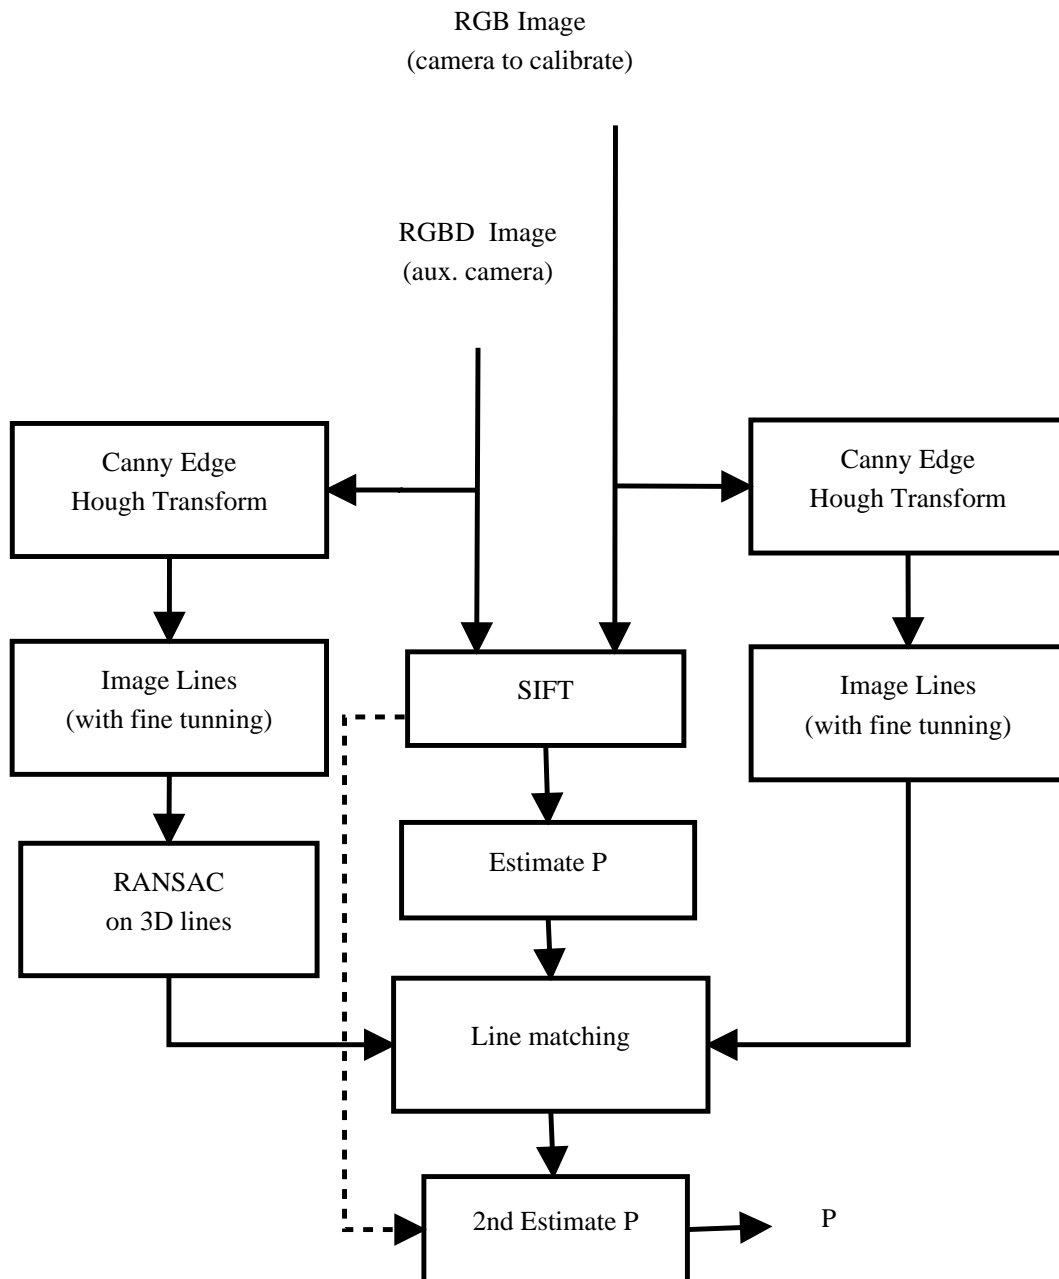 RGB Image
(camera to calibrate)
RGBD Image
(aux. camera)
Canny Edge
Hough Transform
Canny Edge
Hough Transform
Image Lines
(with fine tunning)
SIFT
Image Lines
(with fine tunning)
Estimate P
RANSAC
on 3D lines
Line matching
2nd Estimate P
P